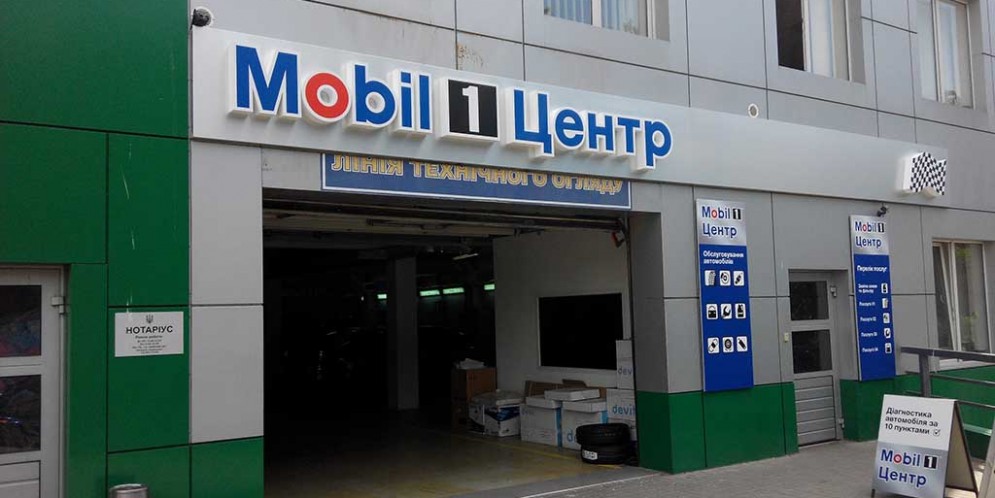 Mobil 1 Центр
ЛІНІЯ ТЕХНІЧНОГО ОГЛЯДУ
НОТАРІУС
Mobil 1
Центр
Обслуговування
автомобілів
Mobil 1
Центр
Перелік послуг
Діагностика
автомобіля за
10 пунктами
Mobil 1
Центр
devi